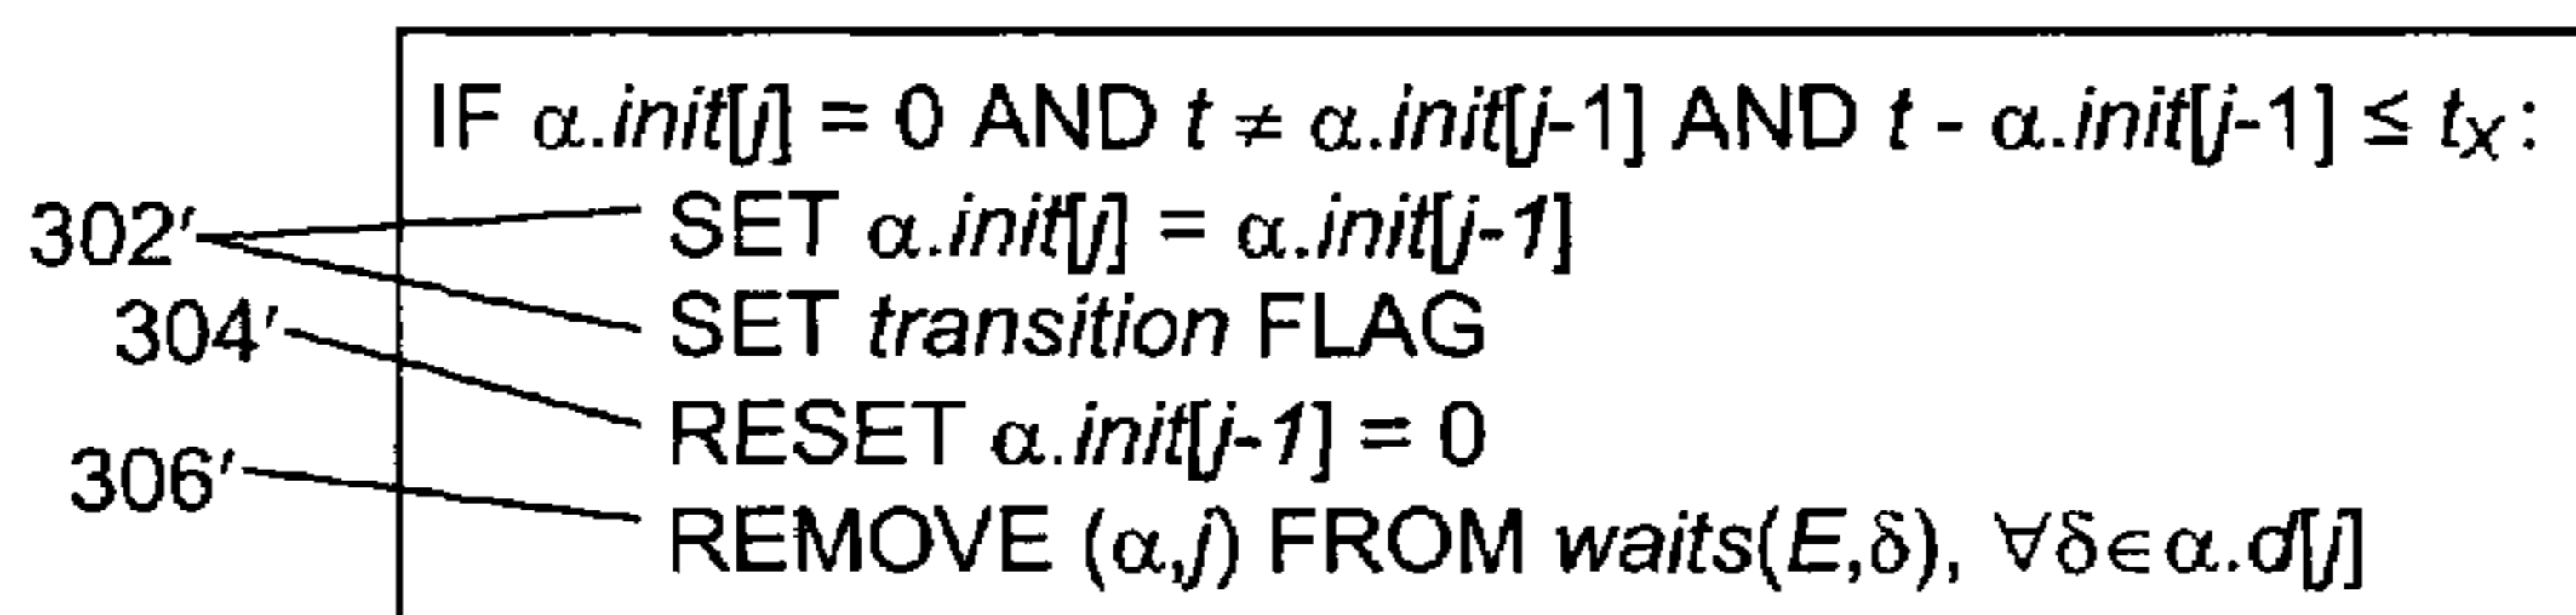 IF α.init[j] = 0 AND t ≠ α.init[j-1] AND t - α.init[j-1] ≤ tX:
302′ SET α.init[j] = α.init[j-1]
SET transition FLAG
304′
RESET α.init[j-1] = 0
306′
REMOVE (α,j) FROM waits(E,δ), ∀δ∈α.d[j]